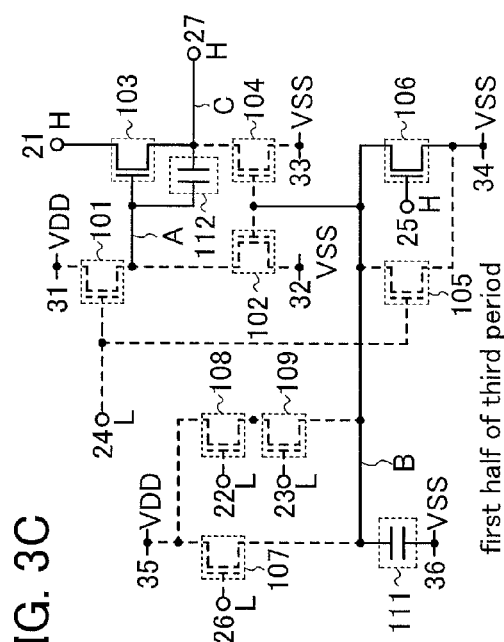 IG. 3C
21 H
31 VDD
101
103
27
H
A
C
112
104
24
L
102
33 VSS
32
VSS
35 VDD
108
22 L
109
23 L
26 L
107
B
25 H
106
105
34 VSS
111
36 VSS
first half of third period